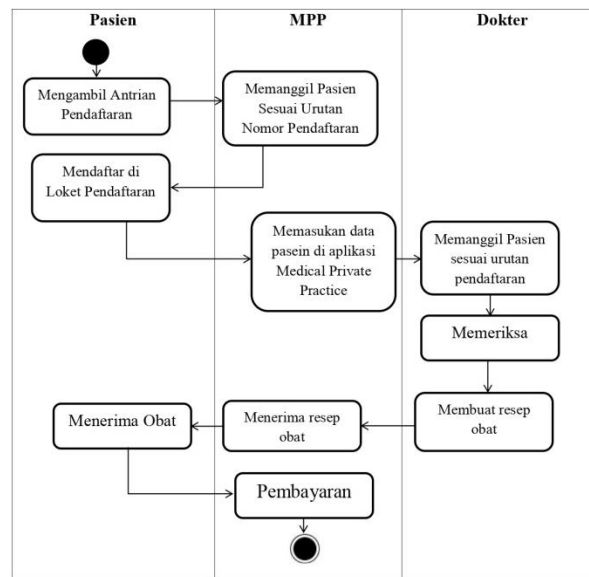 Pasien
MPP
Dokter
Mengambil Antrian
Pendaftaran
Memanggil Pasien
Sesuai Urutan
Nomor Pendaftaran
Mendaftar di
Loket Pendaftaran
Memasukan data
pasein di aplikasi
Medical Private
Practice
Memanggil Pasien
sesuai urutan
pendaftaran
Memeriksa
Membuat resep
obat
Menerima resep
obat
Menerima Obat
Pembayaran